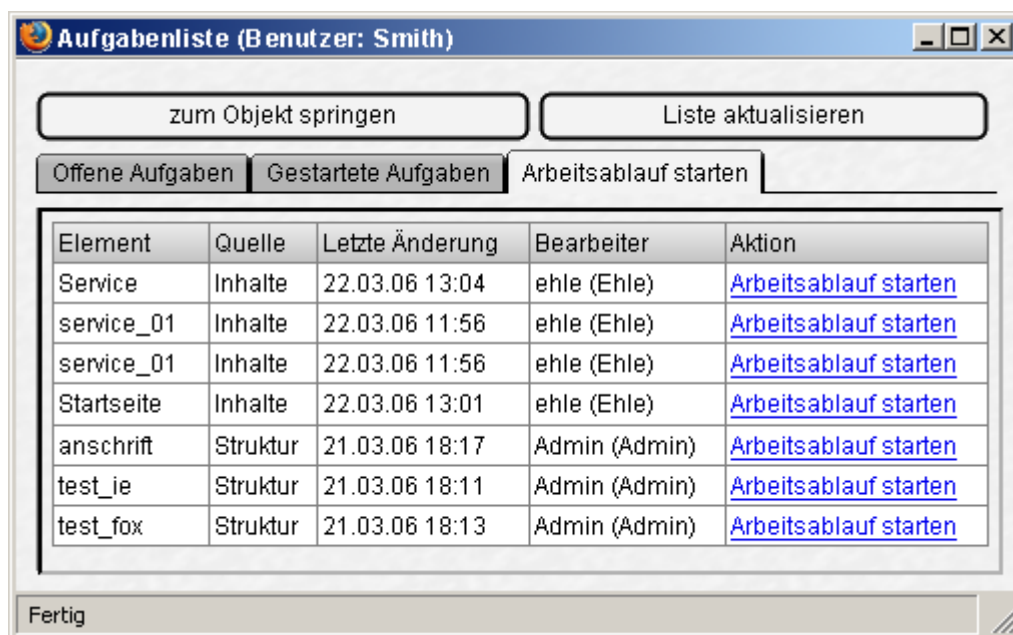 Aufgabenliste (Benutzer: Smith)
zum Objekt springen Liste aktualisieren
Offene Aufgaben Gestartete Aufgaben Arbeitsablauf starten
Element Quelle Letzte Änderung Bearbeiter Aktion
Service Inhalte 22.03.06 13:04 ehle (Ehle) Arbeitsablauf starten
service_01 Inhalte 22.03.06 11:56 ehle (Ehle) Arbeitsablauf starten
service_01 Inhalte 22.03.06 11:56 ehle (Ehle) Arbeitsablauf starten
Startseite Inhalte 22.03.06 13:01 ehle (Ehle) Arbeitsablauf starten
anschrift Struktur 21.03.06 18:17 Admin (Admin) Arbeitsablauf starten
test_ie Struktur 21.03.06 18:11 Admin (Admin) Arbeitsablauf starten
test_fox Struktur 21.03.06 18:13 Admin (Admin) Arbeitsablauf starten
Fertig